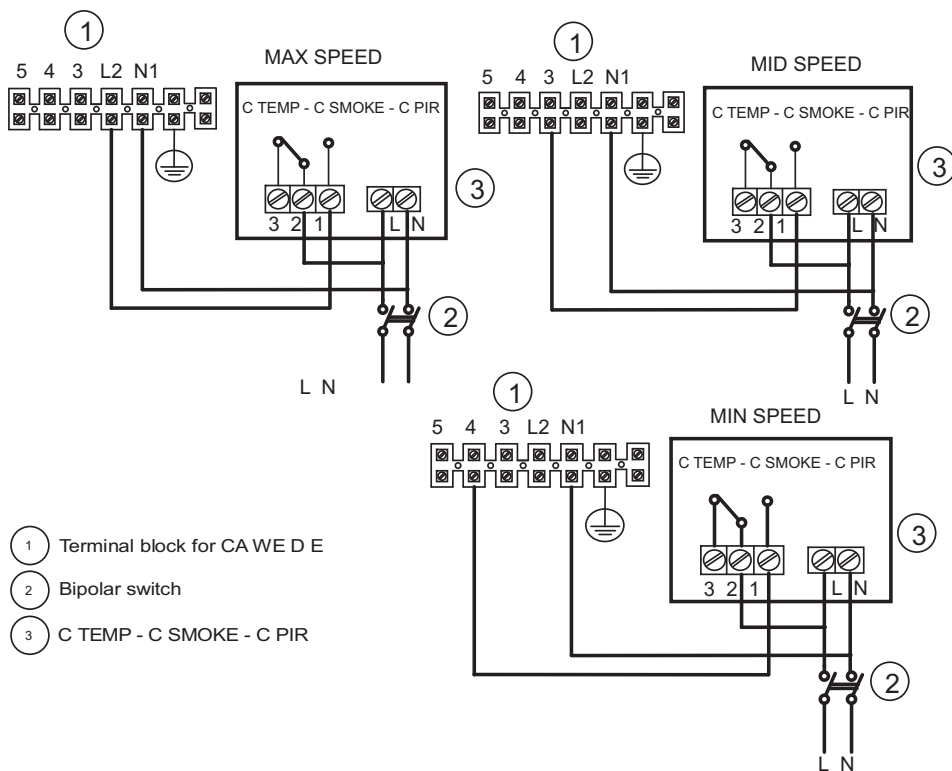 1
MAX SPEED
5 4 3 L2 N1
C TEMP - C SMOKE - C PIR
3
3 2 1 L N
2
L N
1
MID SPEED
5 4 3 L2 N1
C TEMP - C SMOKE - C PIR
3
3 2 1 L N
2
L N
1
MIN SPEED
5 4 3 L2 N1
C TEMP - C SMOKE - C PIR
3
3 2 1 L N
2
L N
1 Terminal block for CA WE D E
2 Bipolar switch
3 C TEMP - C SMOKE - C PIR